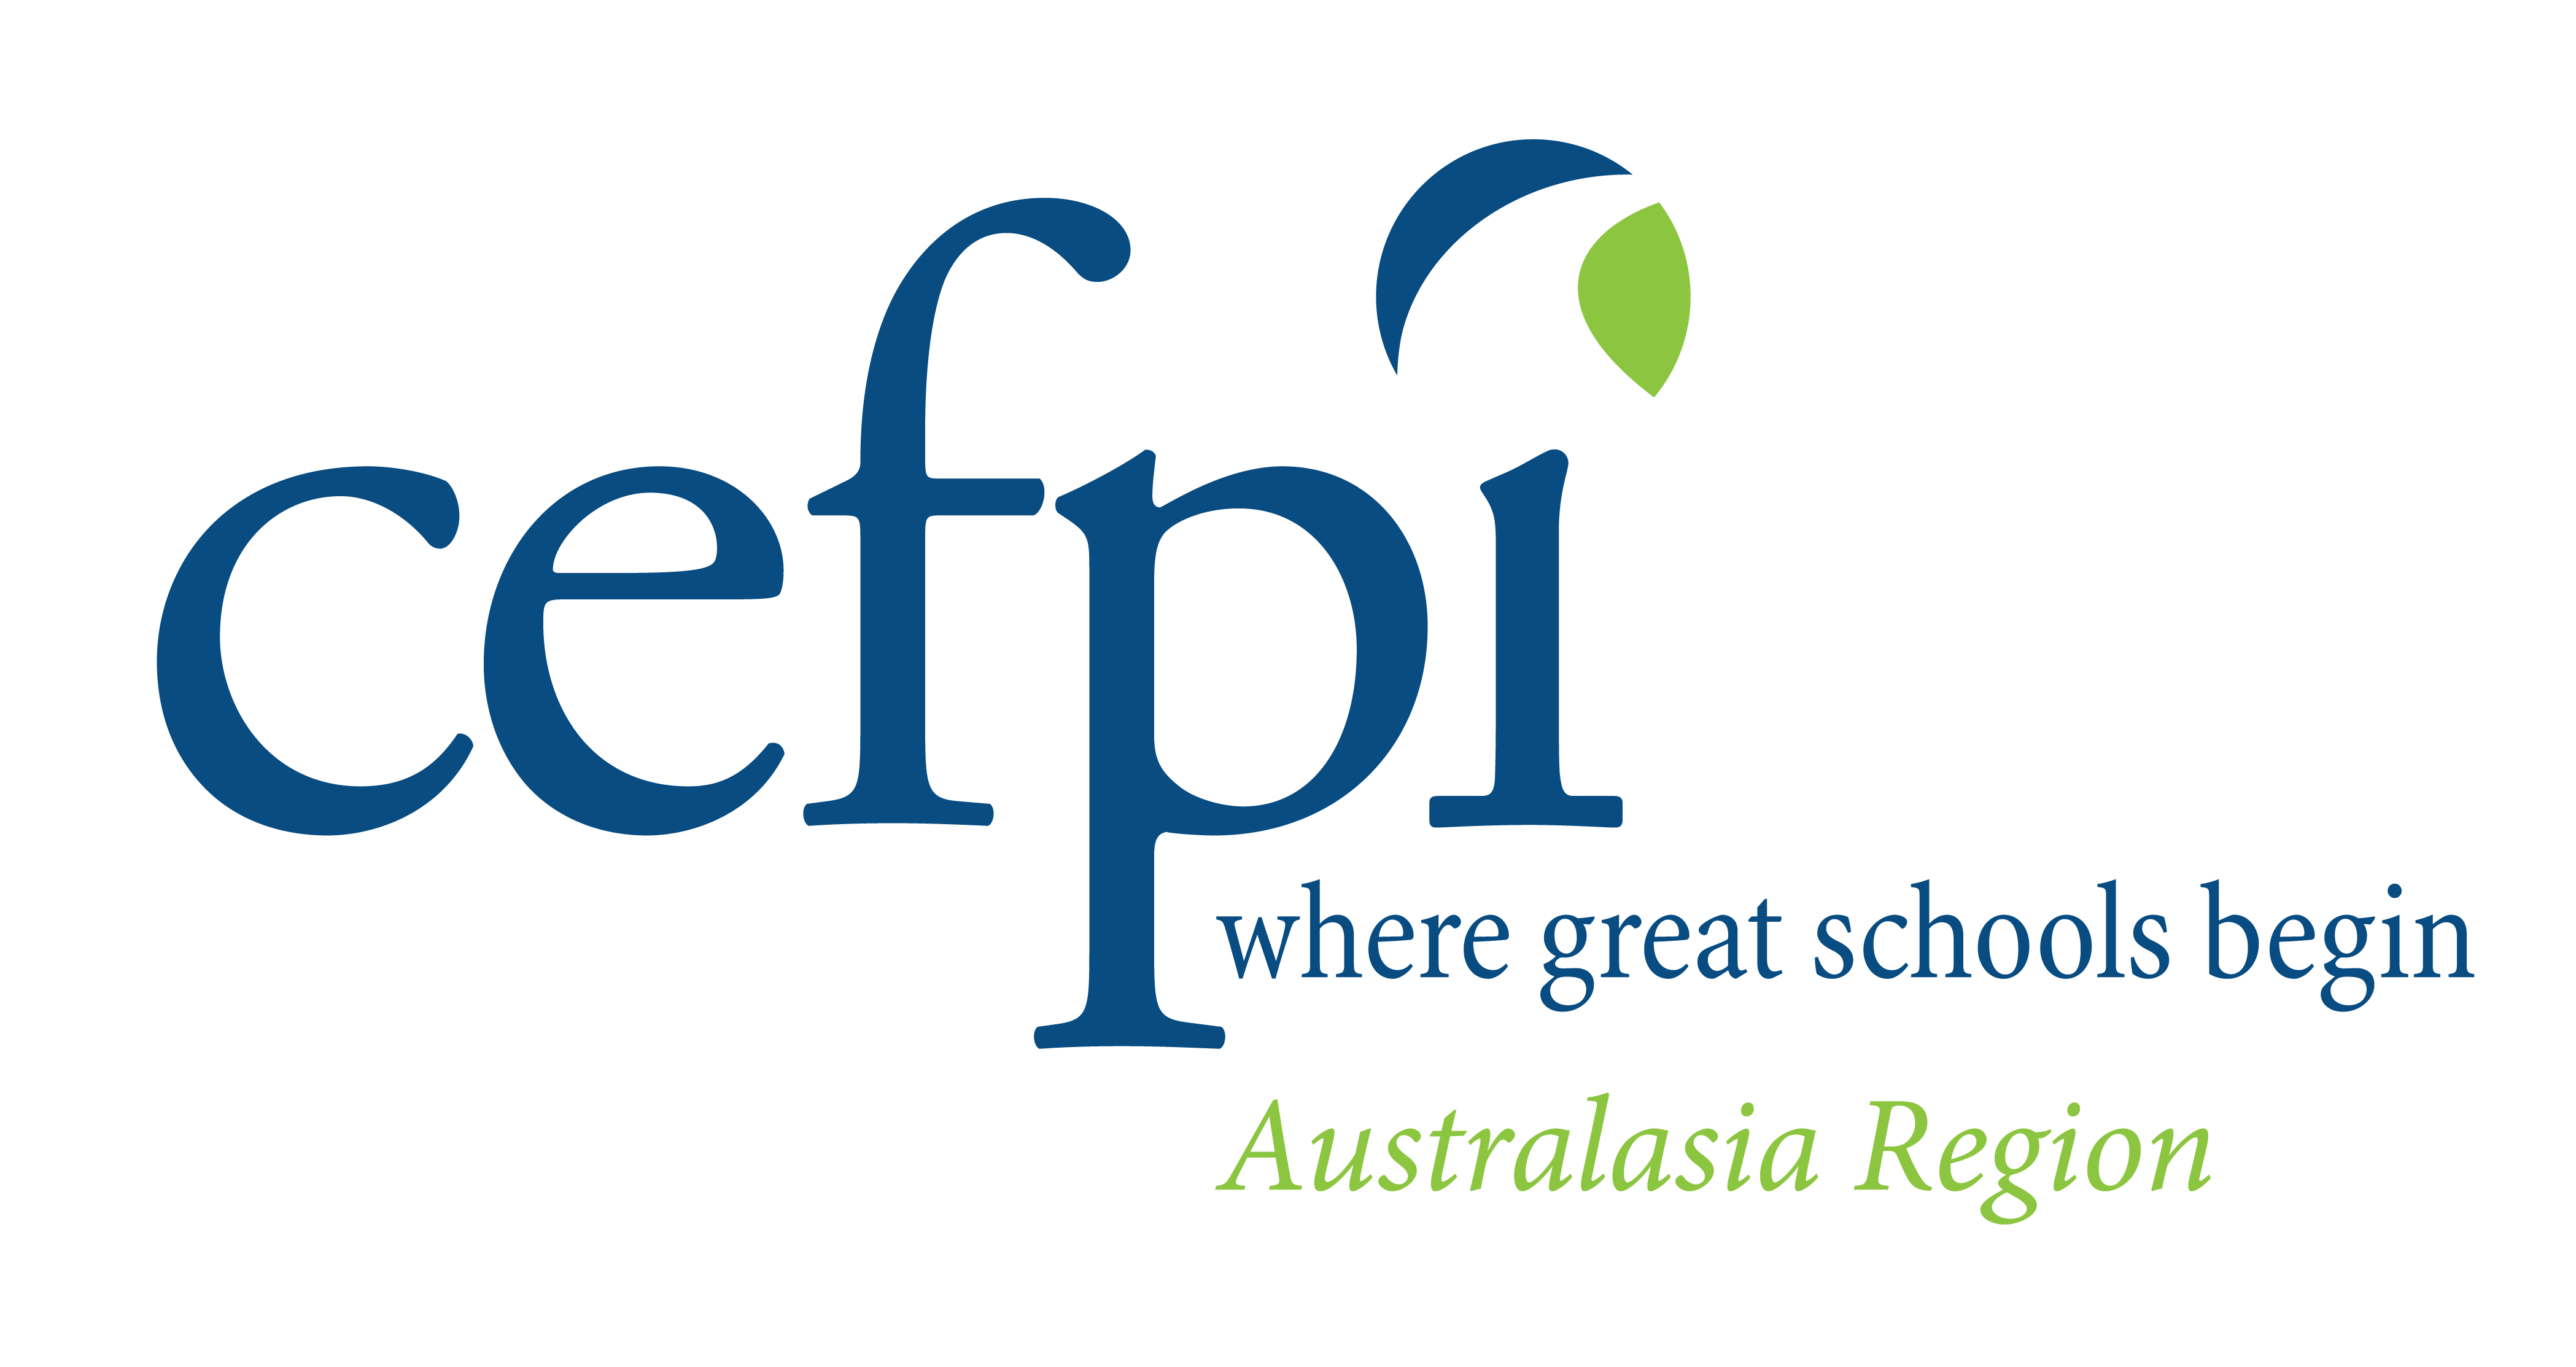 cefpi
where great schools begin
Australasia Region